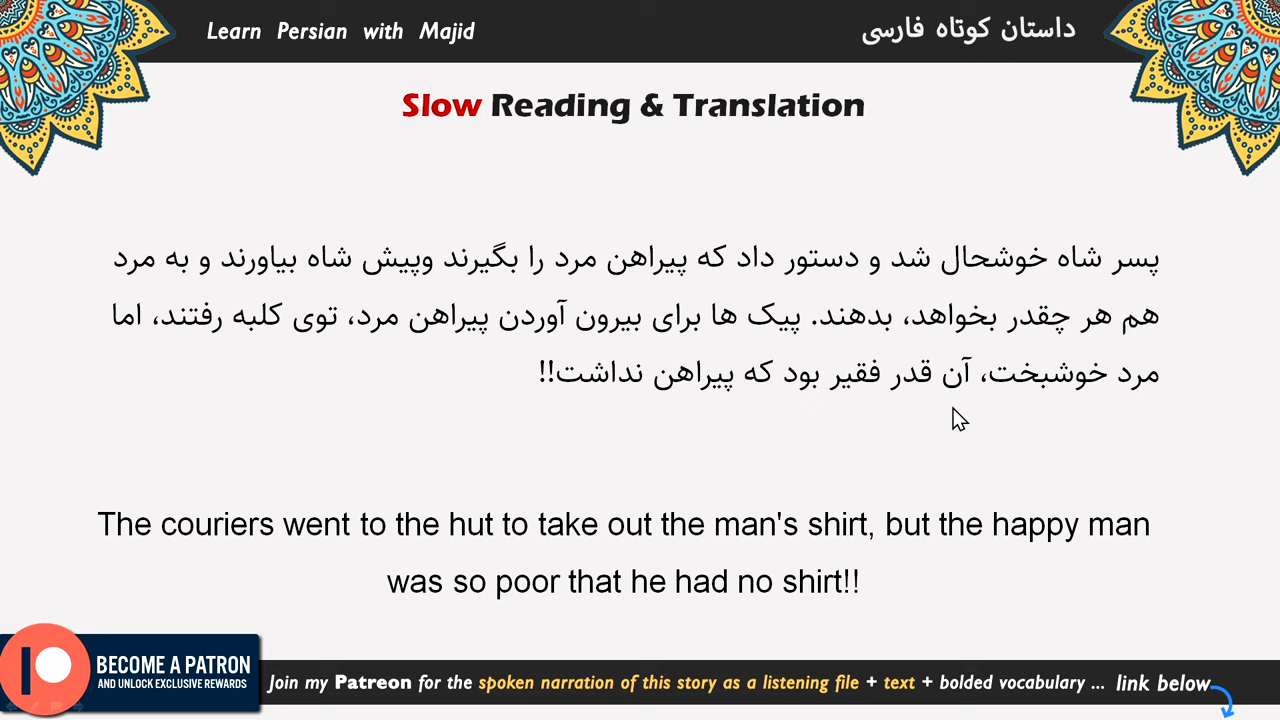 Learn Persian with Majid
داستان کوتاه فارسی
Slow Reading & Translation
پسر شاه خوشحال شد و دستور داد که پیراهن مرد را بگیرند وپیش شاه بیاورند و به مرد
هم هر چقدر بخواهد، بدهند. پیک ها برای بیرون آوردن پیراهن مرد، توی کلبه رفتند، اما
مرد خوشبخت، آن قدر فقیر بود که پیراهن نداشت!!
The couriers went to the hut to take out the man's shirt, but the happy man
was so poor that he had no shirt!!
BECOME A PATRON
AND UNLOCK EXCLUSIVE REWARDS
Join my Patreon for the spoken narration of this story as a listening file + text + bolded vocabulary ... link below